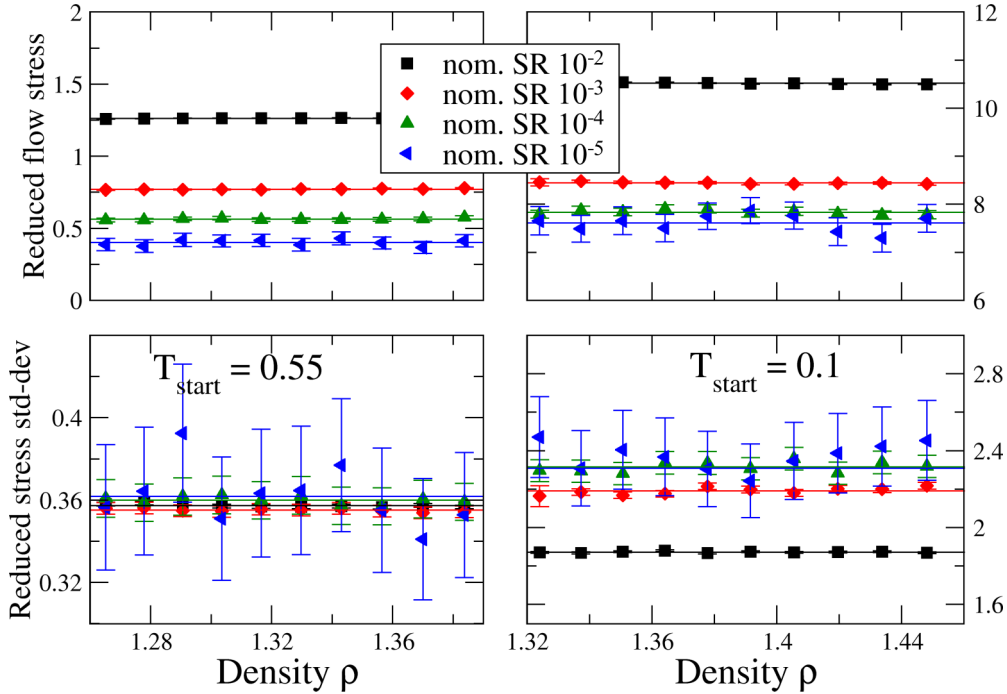 2
1.5
1
0.5
0
Reduced flow stress
12
10
8
6
nom. SR 10⁻²
nom. SR 10⁻³
nom. SR 10⁻⁴
nom. SR 10⁻⁵
T_start = 0.55
T_start = 0.1
0.4
0.36
0.32
Reduced stress std-dev
2.8
2.4
2
1.6
1.28
1.32
1.36
1.32
1.36
1.4
1.44
Density ρ
Density ρ